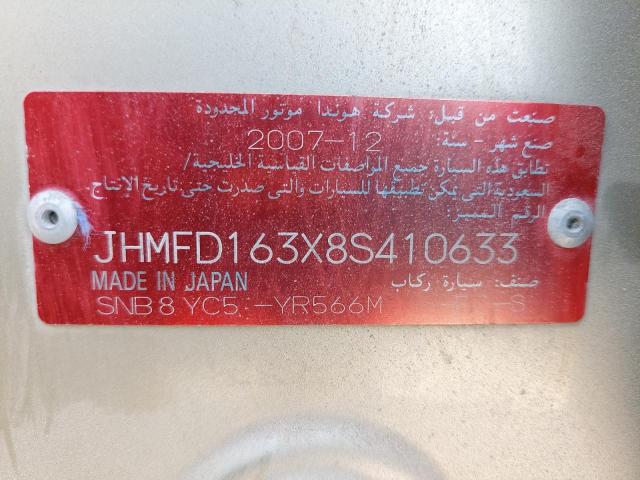 صنعت من قبل: شركة هوندا موتور المحدودة
صنع شهر - سنة: 2007-12
تطابق هذه السيارة جميع المواصفات القياسية الخليجية/
السعودية التي يمكن تطبيقها للسيارات والتي صدرت حتى تاريخ الإنتاج.
الرقم المميز:
JHMFD163X8S410633
MADE IN JAPAN صنف: سيارة ركاب
SNB8 YC5 -YR566M -S